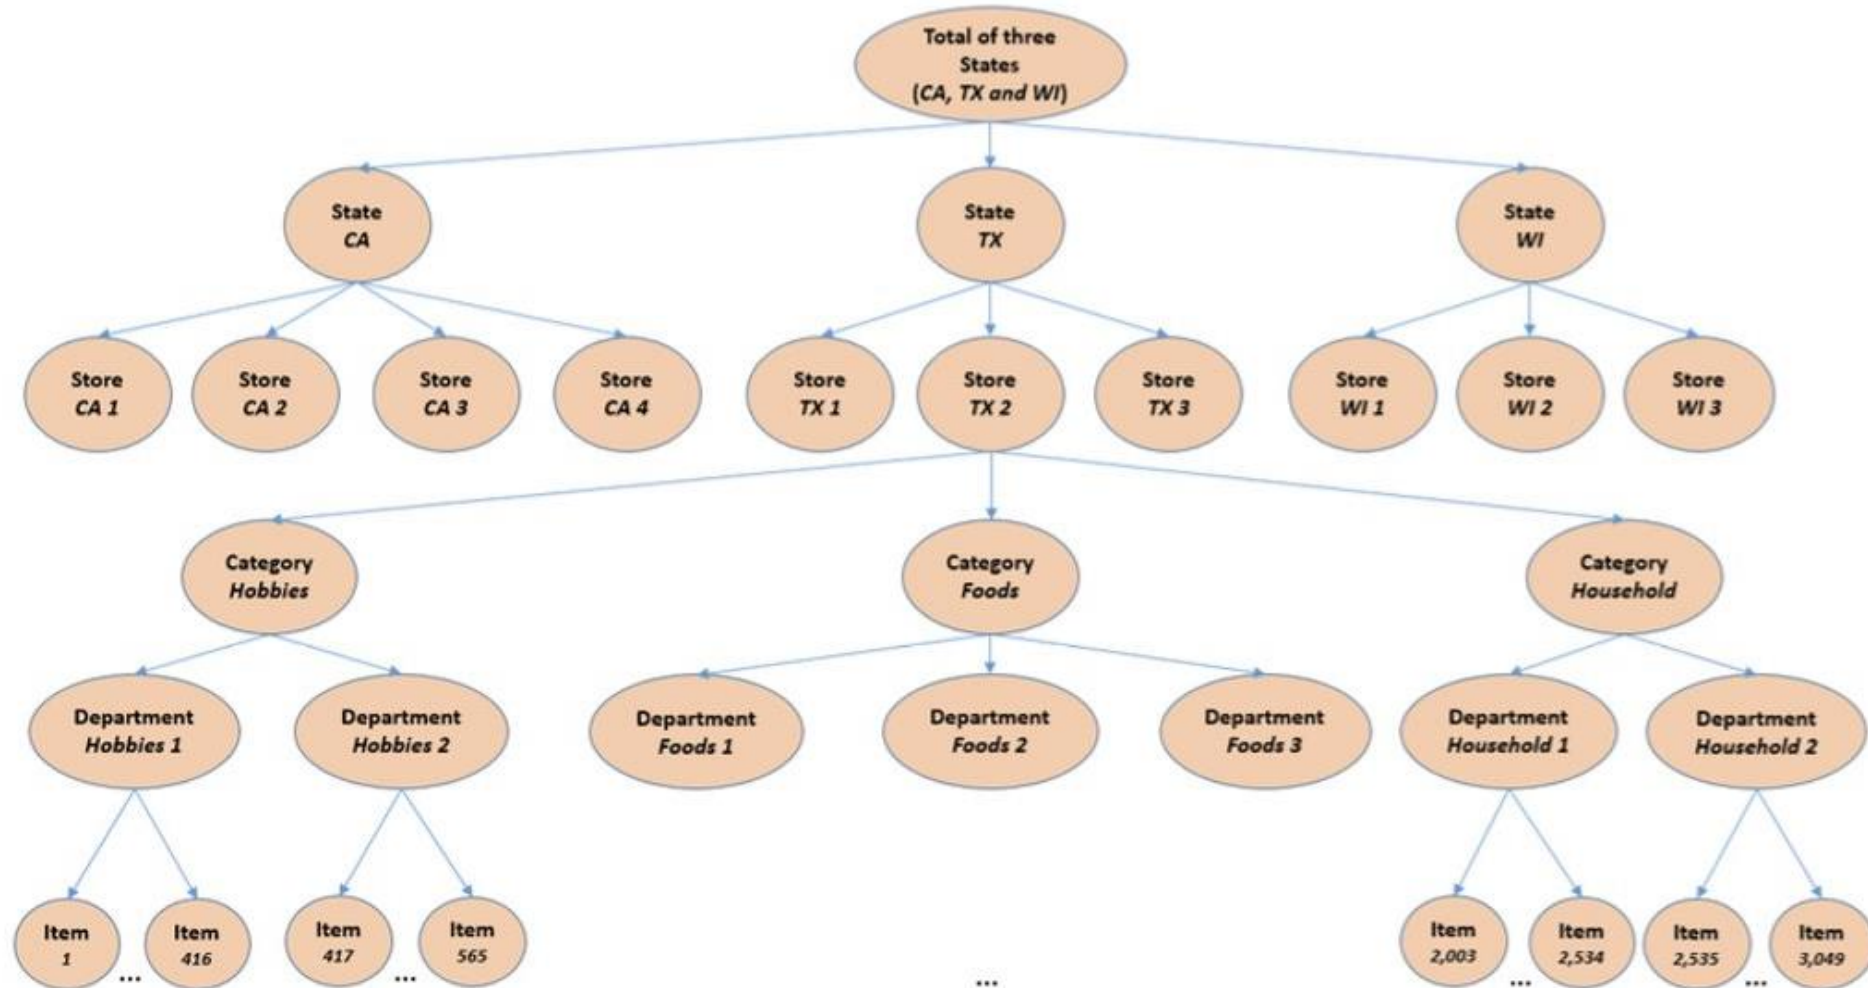 Total of three
States
(CA, TX and WI)
State
CA
State
TX
State
WI
Store
CA 1
Store
CA 2
Store
CA 3
Store
CA 4
Store
TX 1
Store
TX 2
Store
TX 3
Store
WI 1
Store
WI 2
Store
WI 3
Category
Hobbies
Category
Foods
Category
Household
Department
Hobbies 1
Department
Hobbies 2
Department
Foods 1
Department
Foods 2
Department
Foods 3
Department
Household 1
Department
Household 2
Item
1
...
Item
416
Item
417
...
Item
565
...
Item
2,003
...
Item
2,534
Item
2,535
...
Item
3,049